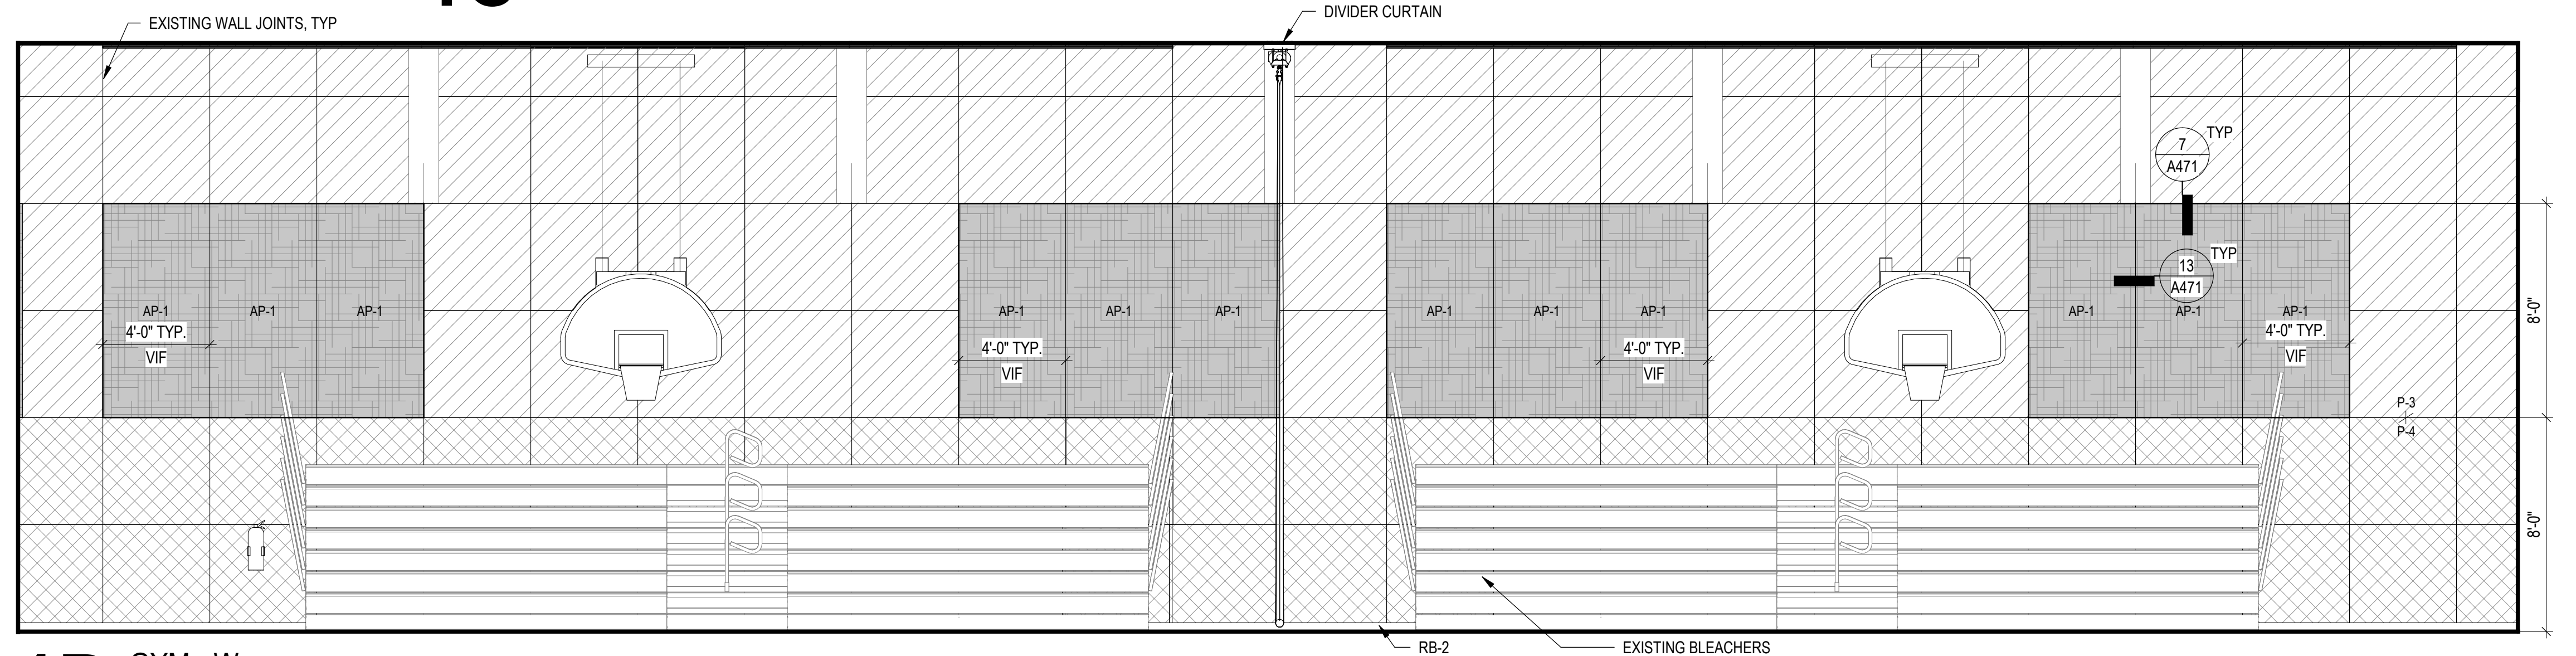 EXISTING WALL JOINTS, TYP
DIVIDER CURTAIN
7
A471
TYP
13
A471
TYP
AP-1
AP-1
AP-1
AP-1
AP-1
AP-1
AP-1
AP-1
AP-1
AP-1
AP-1
AP-1
4'-0" TYP.
VIF
4'-0" TYP.
VIF
4'-0" TYP.
VIF
4'-0" TYP.
VIF
8'-0"
P-3
P-4
8'-0"
RB-2
EXISTING BLEACHERS